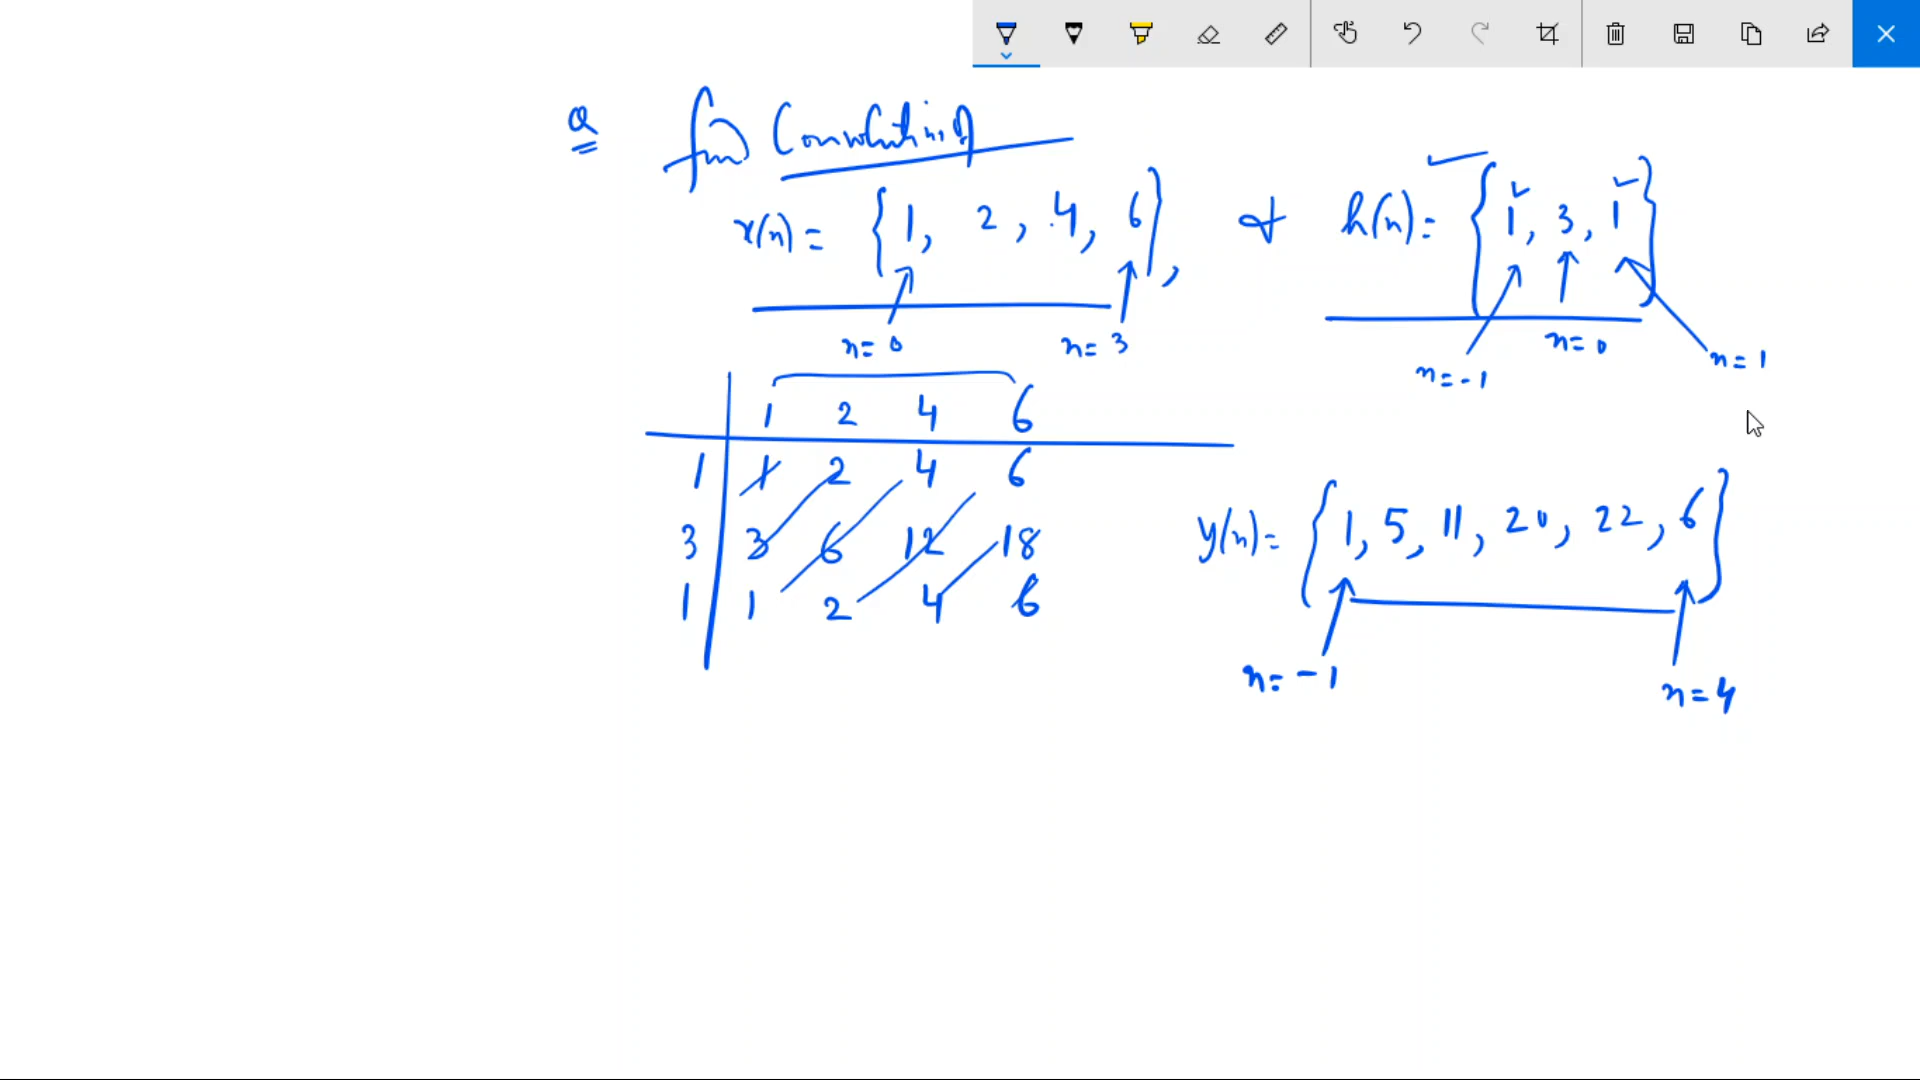 Q find Convolution of
x(n) = {1, 2, 4, 6}, & h(n) = {1, 3, 1}
n=0 n=3 n=-1 n=0 n=1
1 2 4 6
1 1 2 4 6
3 3 6 12 18
1 1 2 4 6
y(n) = {1, 5, 11, 20, 22, 6}
n=-1 n=4